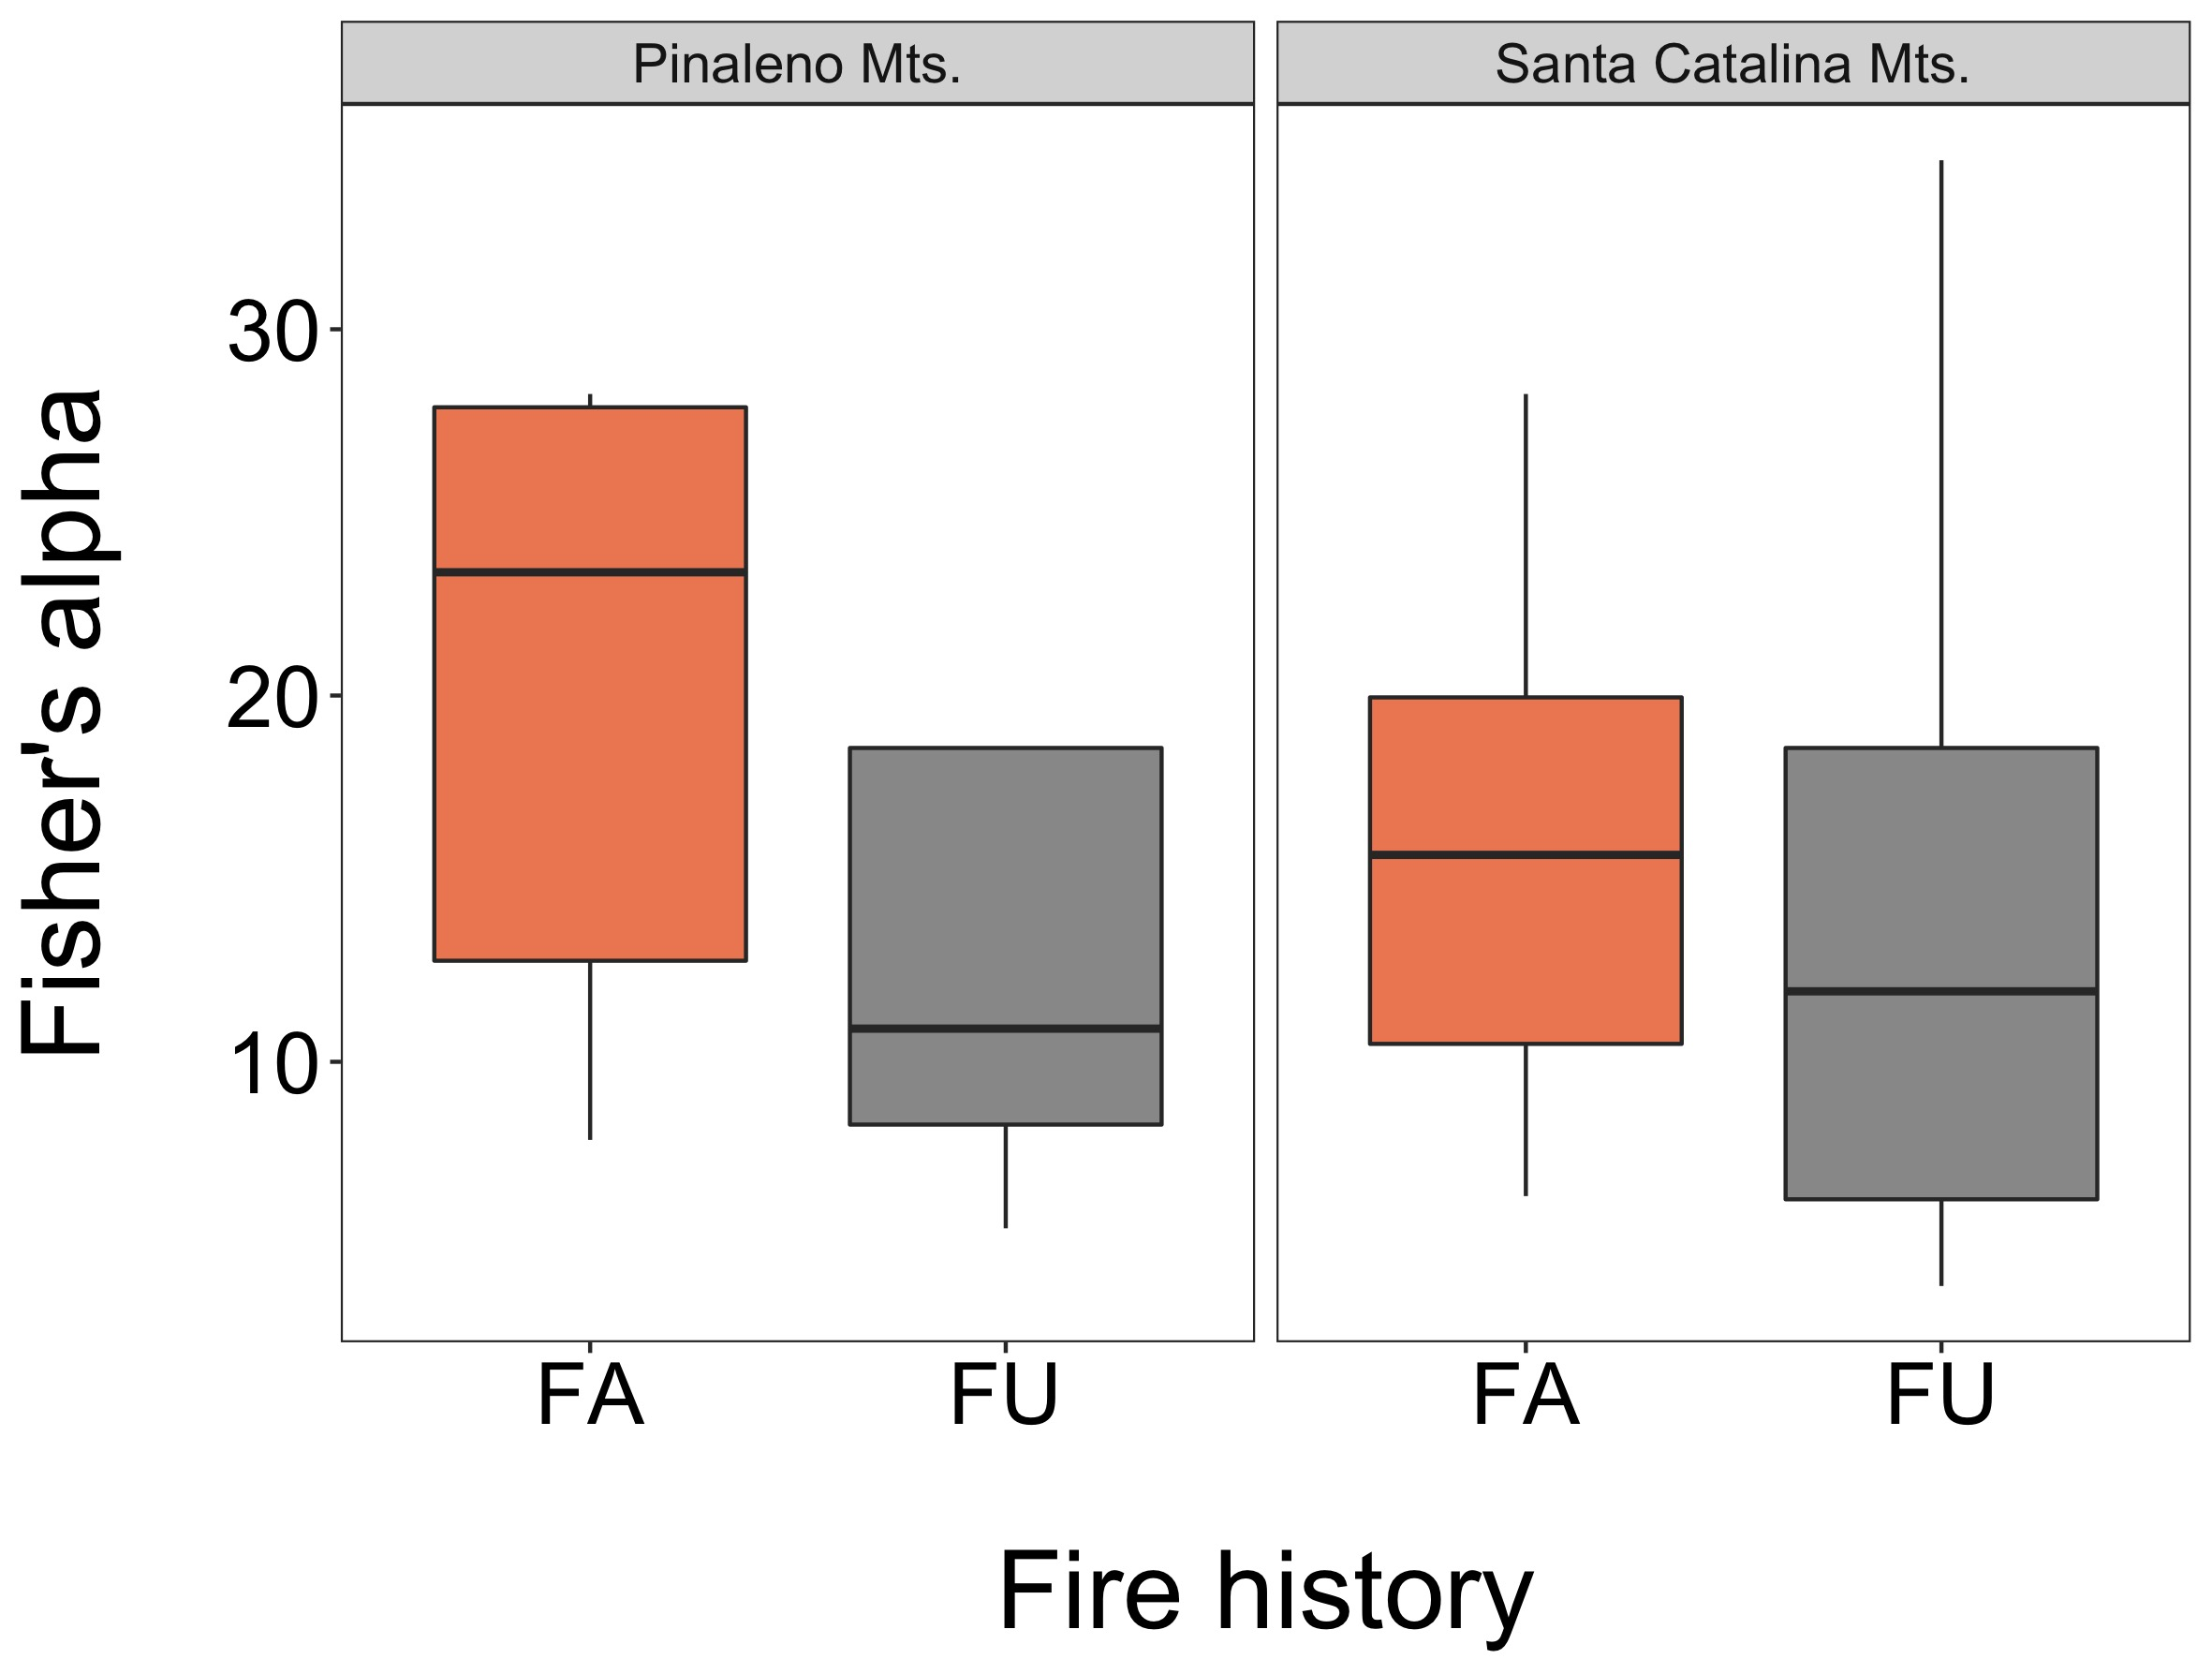 Pinaleno Mts.
Santa Catalina Mts.
Fisher's alpha
30
20
10
FA
FU
FA
FU
Fire history